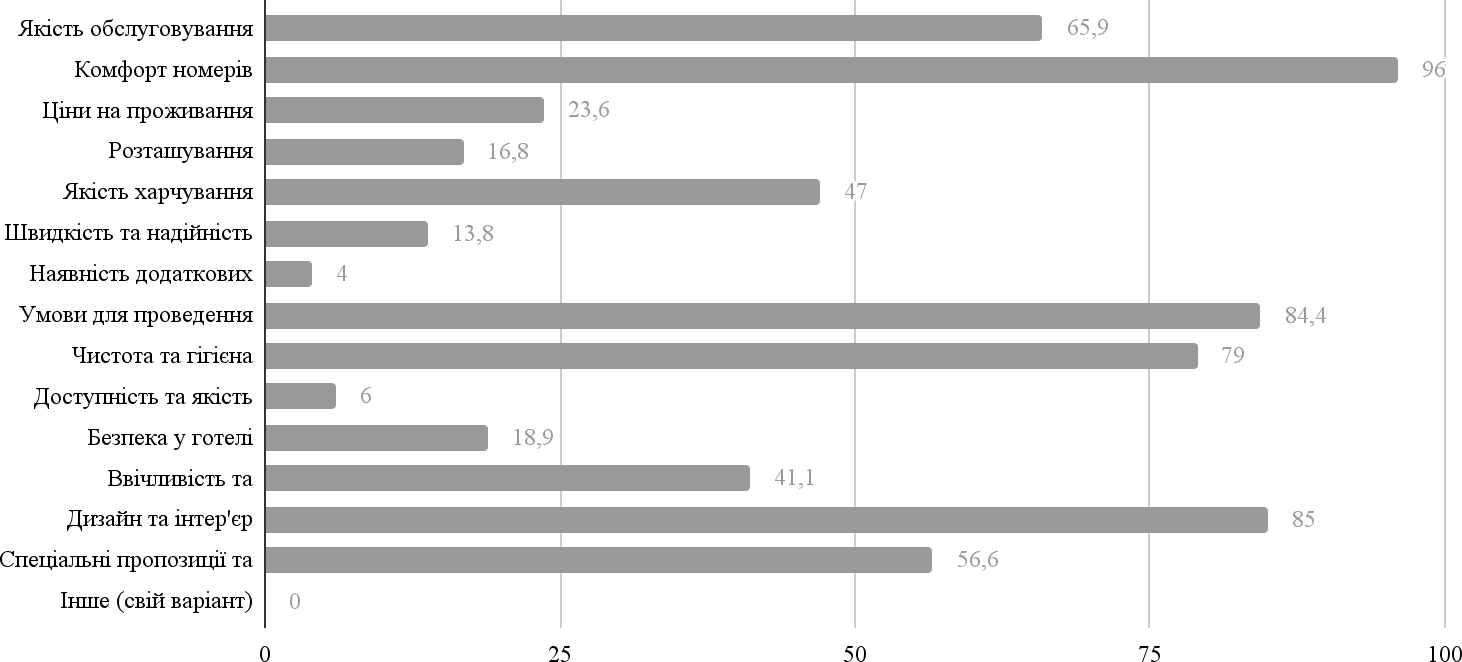 Якість обслуговування 65,9
Комфорт номерів 96
Ціни на проживання 23,6
Розташування 16,8
Якість харчування 47
Швидкість та надійність 13,8
Наявність додаткових 4
Умови для проведення 84,4
Чистота та гігієна 79
Доступність та якість 6
Безпека у готелі 18,9
Ввічливість та 41,1
Дизайн та інтер'єр 85
Спеціальні пропозиції та 56,6
Інше (свій варіант) 0
0 25 50 75 100